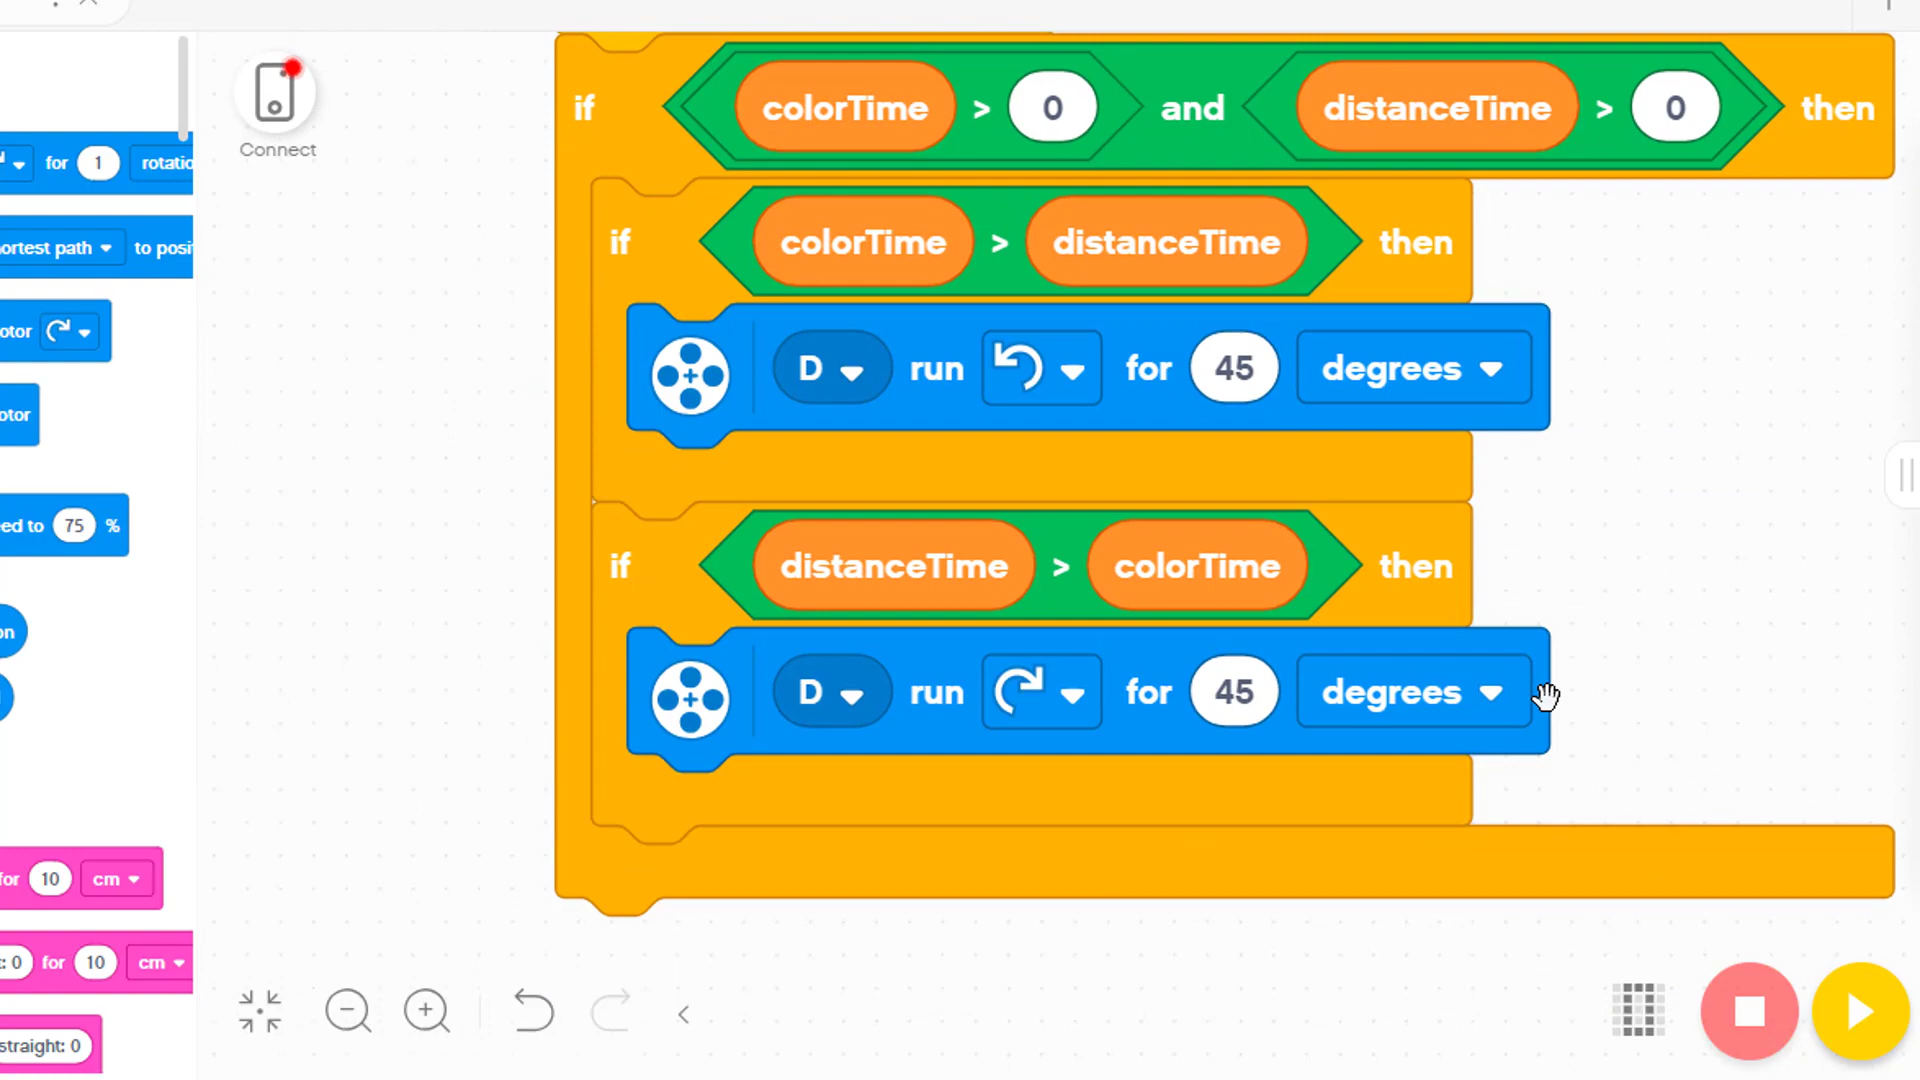 if colorTime > 0 and distanceTime > 0 then
Connect
for 1
if colorTime > distanceTime then
ortest path to
otor
D run for 45 degrees
otor
ed to 75 %
if distanceTime > colorTime then
on
D run for 45 degrees
for 10 cm
: 0 for 10 cm
straight: 0